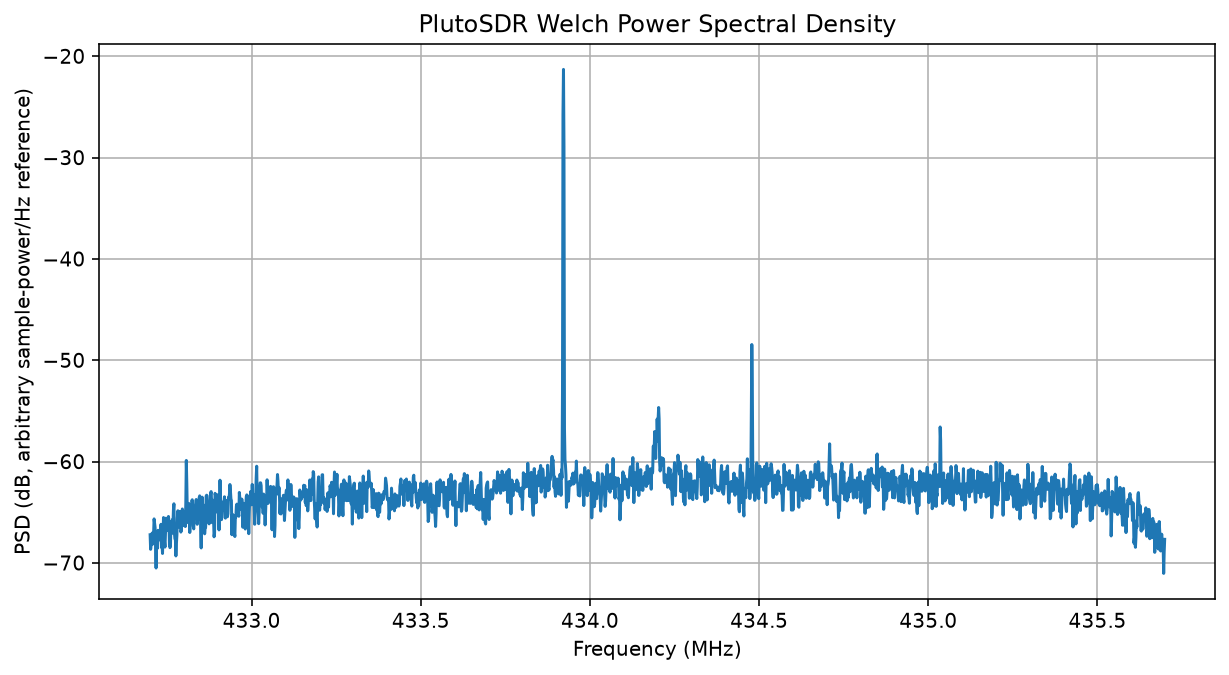 PlutoSDR Welch Power Spectral Density
−20
−30
−40
−50
−60
−70
PSD (dB, arbitrary sample-power/Hz reference)
433.0 433.5 434.0 434.5 435.0 435.5
Frequency (MHz)